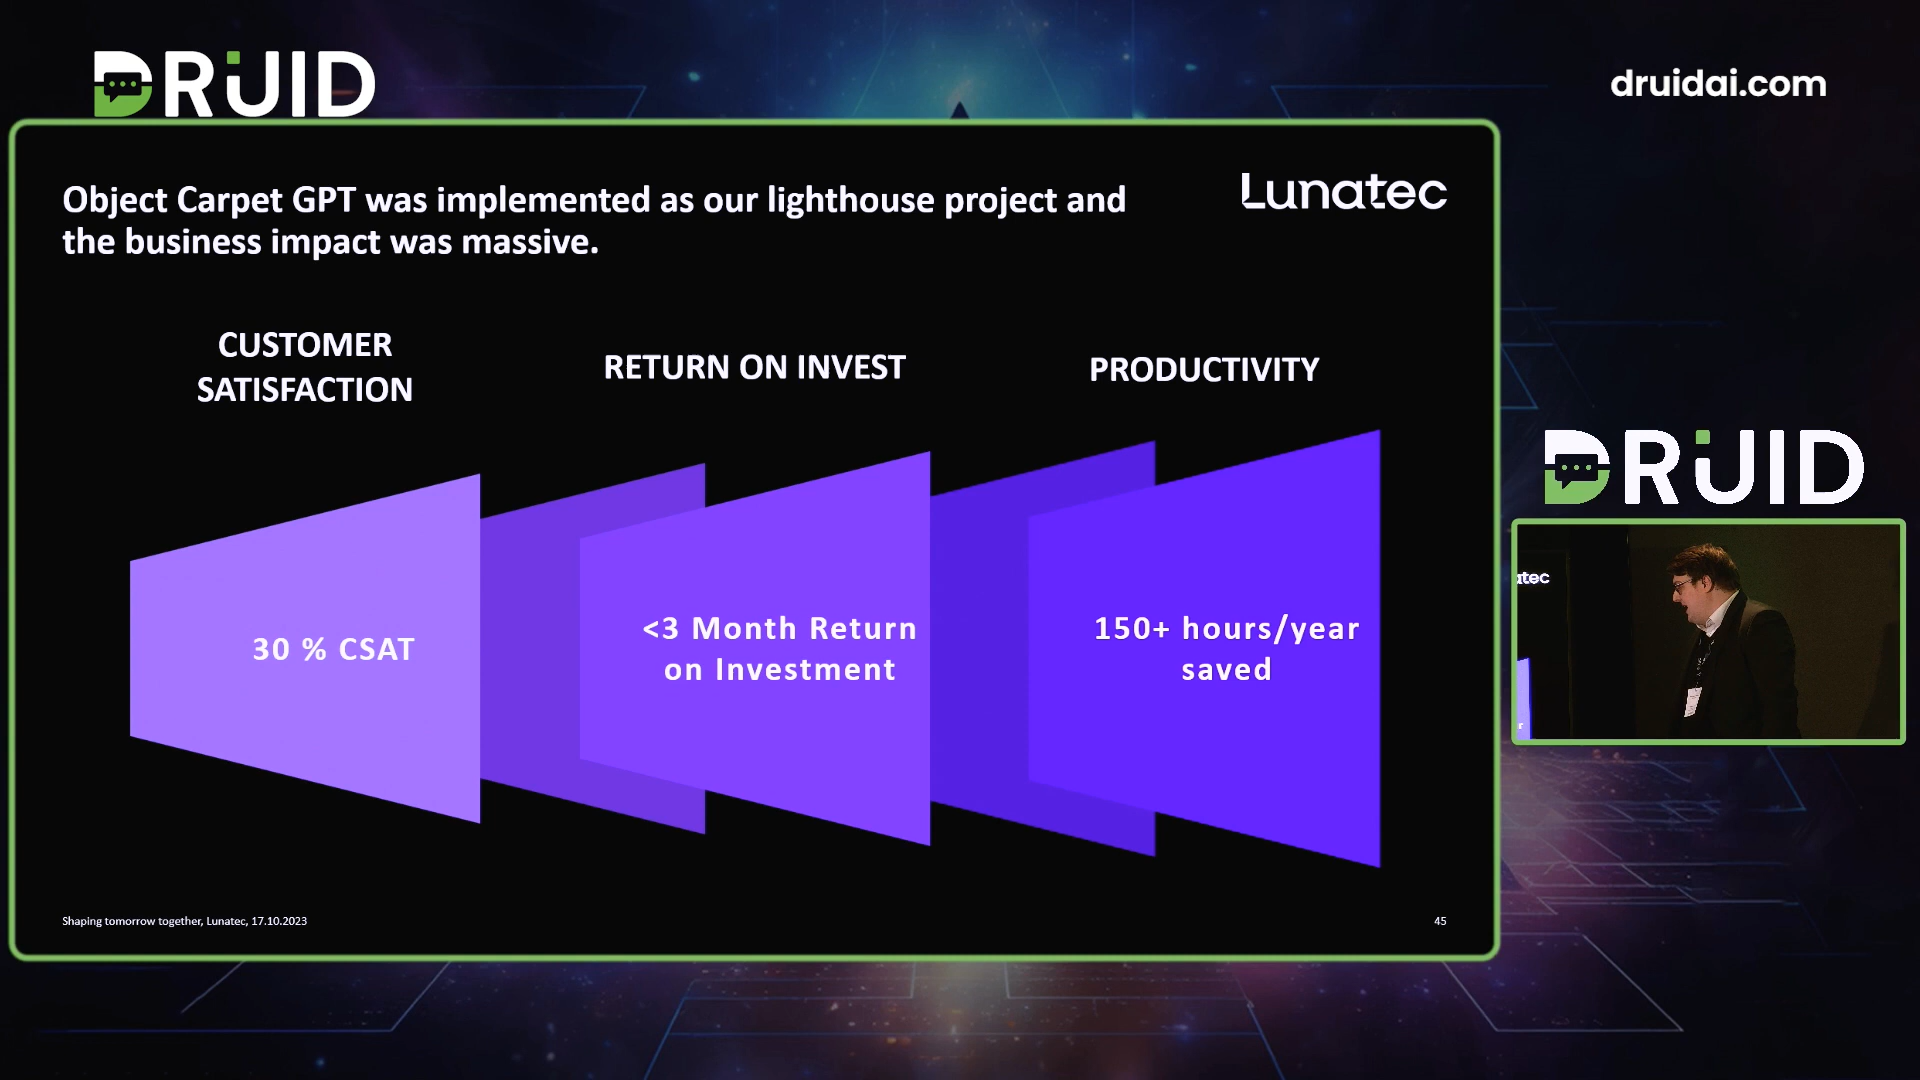 DRUID
druidai.com
Object Carpet GPT was implemented as our lighthouse project and
the business impact was massive.
Lunatec
CUSTOMER
SATISFACTION
RETURN ON INVEST
PRODUCTIVITY
30 % CSAT
<3 Month Return
on Investment
150+ hours/year
saved
Shaping tomorrow together, Lunatec, 17.10.2023
45
DRUID
atec
r